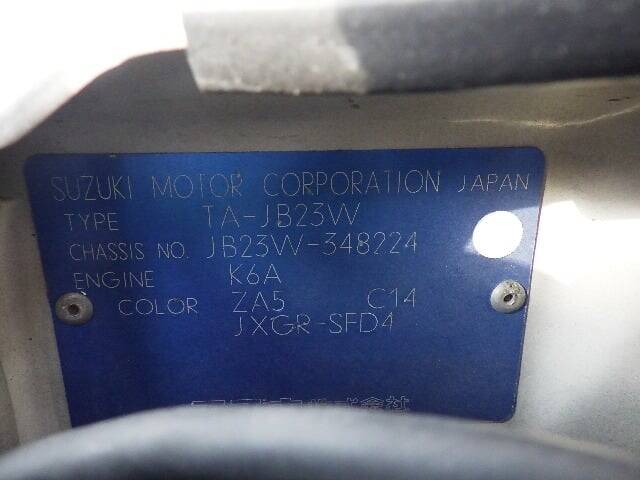 SUZUKI MOTOR CORPORATION JAPAN
TYPE TA-JB23W
CHASSIS NO. JB23W-348224
ENGINE K6A
COLOR ZA5 C14
JXGR-SFD4